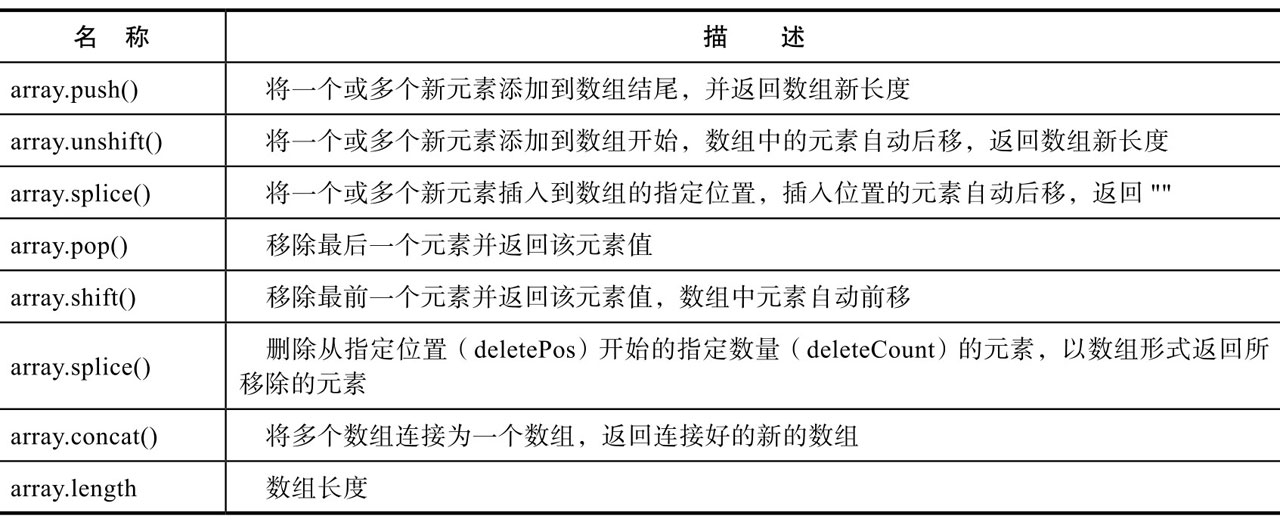 名 称 描 述
array.push() 将一个或多个新元素添加到数组结尾，并返回数组新长度
array.unshift() 将一个或多个新元素添加到数组开始，数组中的元素自动后移，返回数组新长度
array.splice() 将一个或多个新元素插入到数组的指定位置，插入位置的元素自动后移，返回 ""
array.pop() 移除最后一个元素并返回该元素值
array.shift() 移除最前一个元素并返回该元素值，数组中元素自动前移
array.splice() 删除从指定位置（deletePos）开始的指定数量（deleteCount）的元素，以数组形式返回所
移除的元素
array.concat() 将多个数组连接为一个数组，返回连接好的新的数组
array.length 数组长度